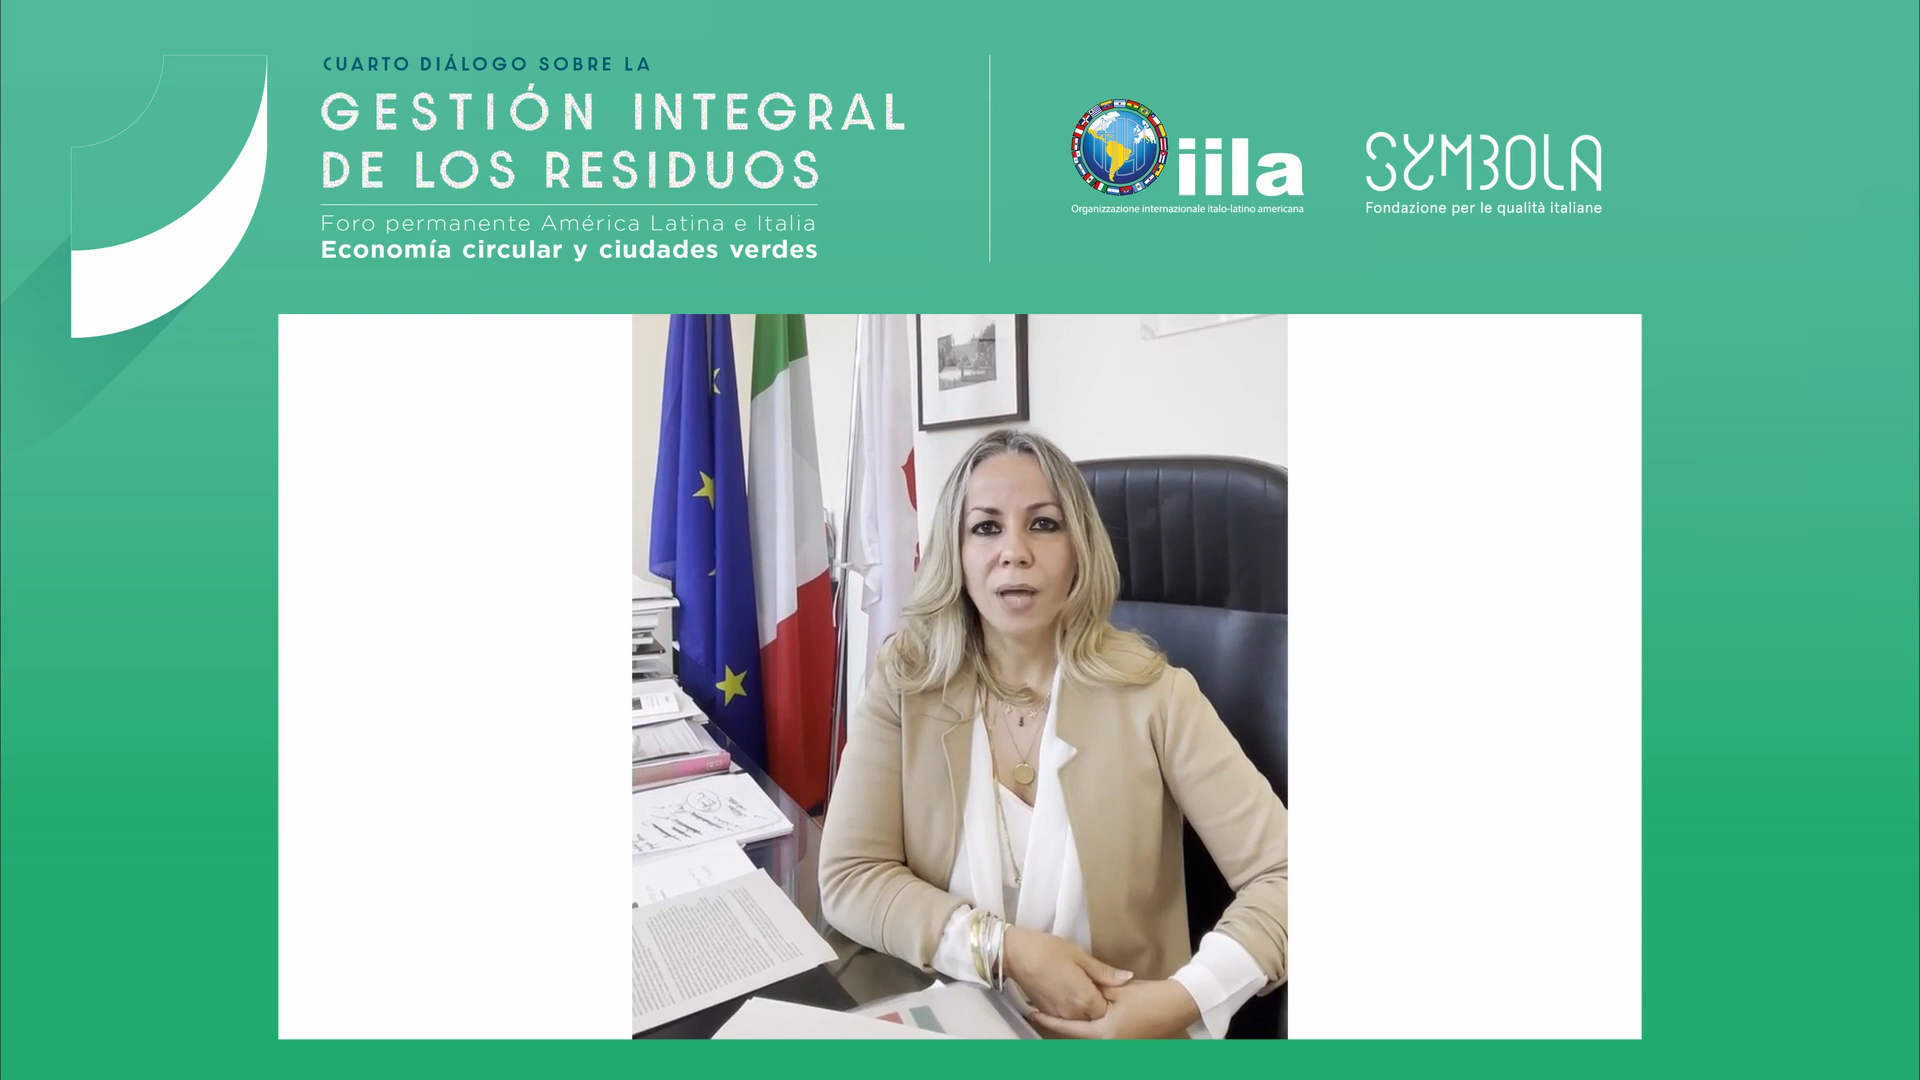 CUARTO DIÁLOGO SOBRE LA
GESTIÓN INTEGRAL
DE LOS RESIDUOS
Foro permanente América Latina e Italia
Economía circular y ciudades verdes
iila
Organizzazione internazionale italo-latino americana
SYMBOLA
Fondazione per le qualità italiane